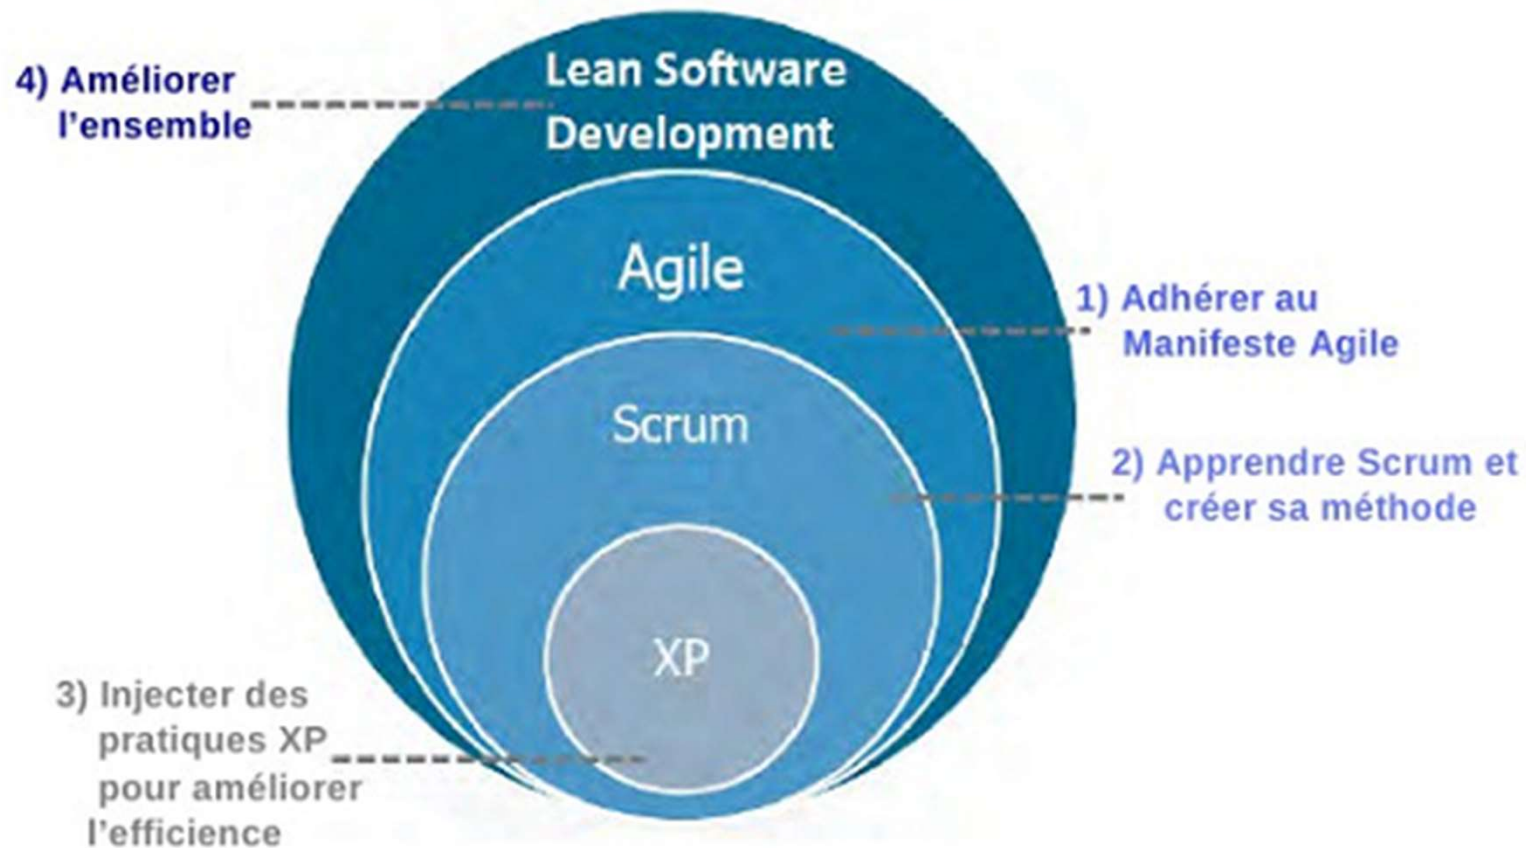 4) Améliorer
l’ensemble
Lean Software
Development
Agile
1) Adhérer au
Manifeste Agile
Scrum
2) Apprendre Scrum et
créer sa méthode
XP
3) Injecter des
pratiques XP
pour améliorer
l’efficience